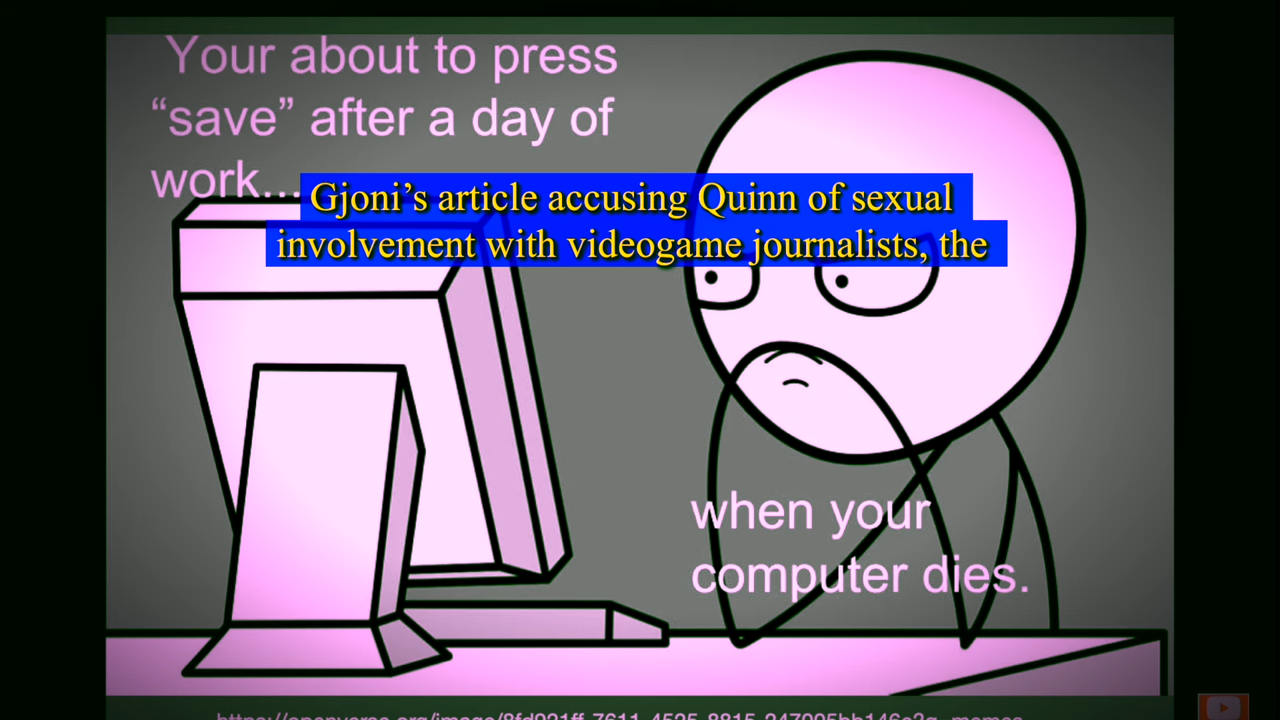 Your about to press
“save” after a day of
work...
Gjoni’s article accusing Quinn of sexual
involvement with videogame journalists, the
when your
computer dies.